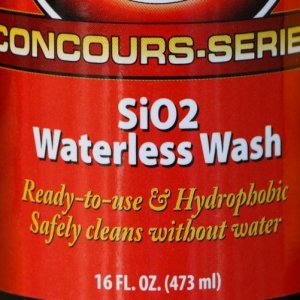 CONCOURS-SERIE
SiO2
Waterless Wash
Ready-to-use & Hydrophobic
Safely cleans without water
16 FL. OZ. (473 ml)